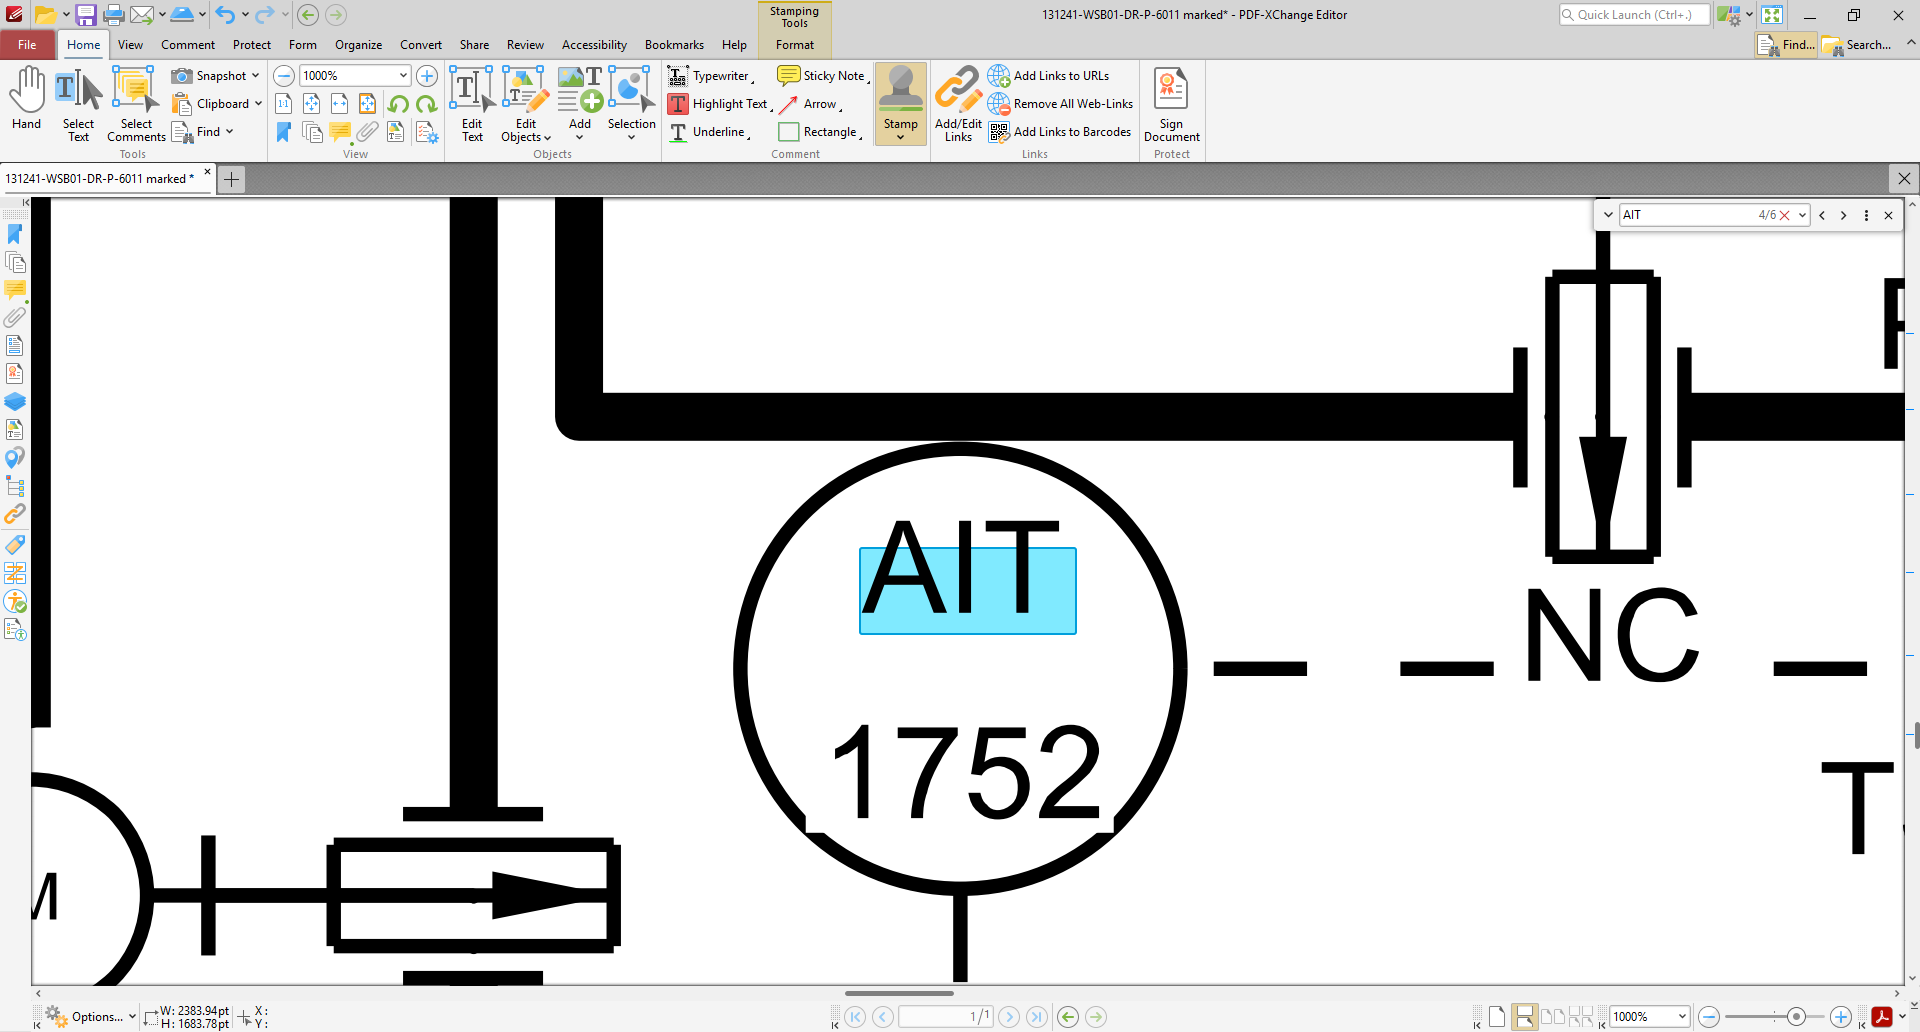 Stamping
Tools
131241-WSB01-DR-P-6011 marked* - PDF-XChange Editor
Quick Launch (Ctrl+.)
File
Home
View
Comment
Protect
Form
Organize
Convert
Share
Review
Accessibility
Bookmarks
Help
Format
Find...
Search...
Hand
Select
Text
Select
Comments
Snapshot
Clipboard
Find
Tools
1000%
1:1
View
Edit
Text
Edit
Objects
Add
Selection
Objects
Typewriter
Highlight Text
Underline
Sticky Note
Arrow
Rectangle
Stamp
Comment
Add/Edit
Links
Add Links to URLs
Remove All Web-Links
Add Links to Barcodes
Links
Sign
Document
Protect
131241-WSB01-DR-P-6011 marked *
AIT
4/6
AIT
1752
NC
T
M
Options...
W: 2383.94pt
H: 1683.78pt
X:
Y:
1/1
1000%